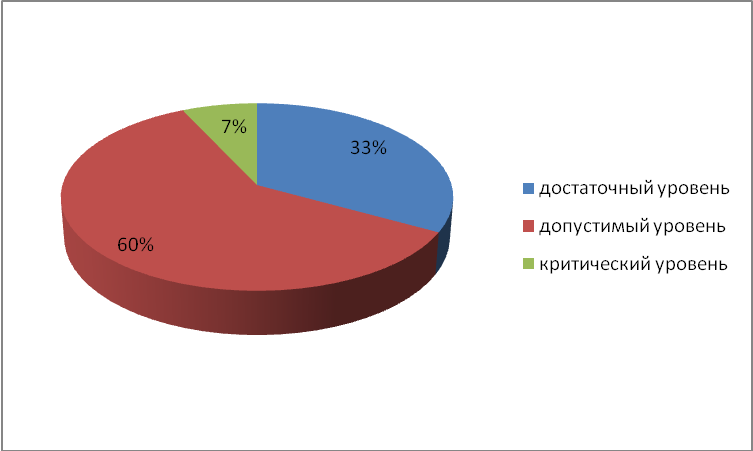 7%
33%
60%
достаточный уровень
допустимый уровень
критический уровень